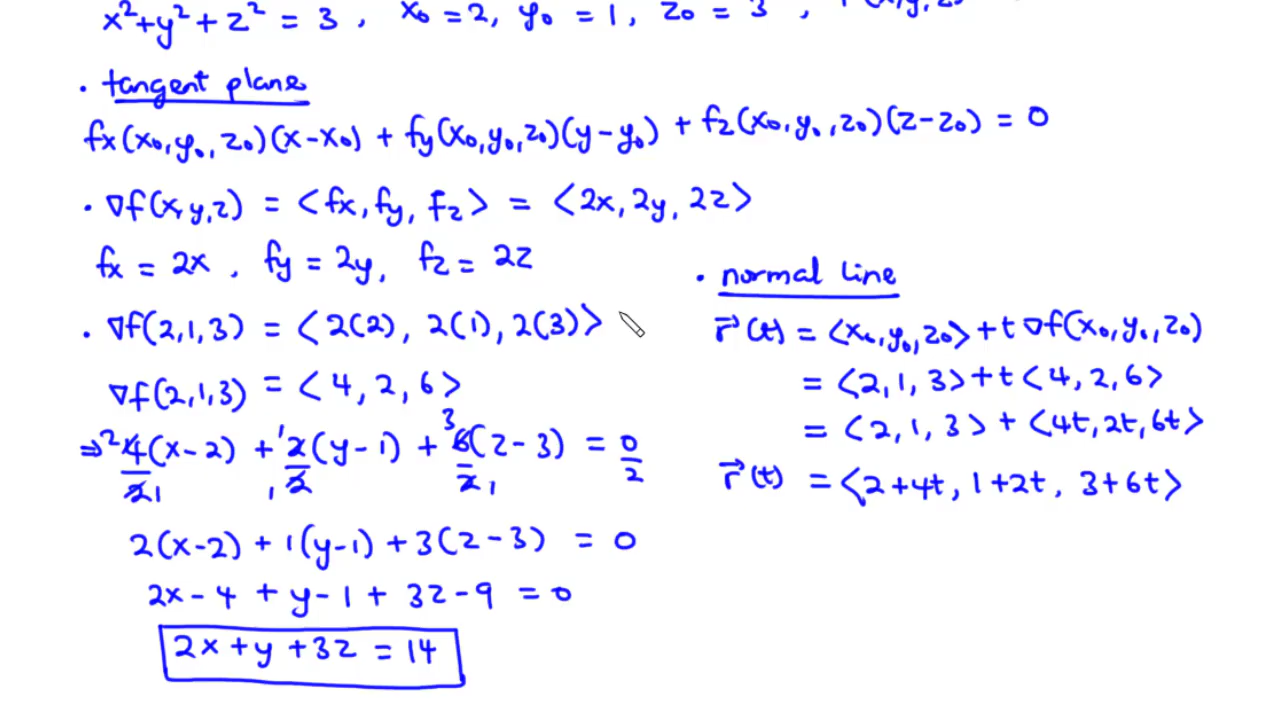 x²+y²+z² = 3 , x₀ = 2, y₀ = 1, z₀ = 3 ,
• tangent plane
fx(x₀,y₀,z₀)(x-x₀) + fy(x₀,y₀,z₀)(y-y₀) + fz(x₀,y₀,z₀)(z-z₀) = 0
• ∇f(x,y,z) = <fx, fy, fz> = <2x, 2y, 2z>
fx = 2x , fy = 2y, fz = 2z
• ∇f(2,1,3) = <2(2), 2(1), 2(3)>
∇f(2,1,3) = <4, 2, 6>
⇒ ²4(x-2)/2₁ + ¹2(y-1)/₁2 + ³6(z-3)/2₁ = 0/2
2(x-2) + 1(y-1) + 3(z-3) = 0
2x - 4 + y - 1 + 3z - 9 = 0
2x + y + 3z = 14
• normal line
r⃗(t) = <x₀,y₀,z₀> + t ∇f(x₀,y₀,z₀)
= <2, 1, 3> + t <4, 2, 6>
= <2, 1, 3> + <4t, 2t, 6t>
r⃗(t) = <2+4t, 1+2t, 3+6t>